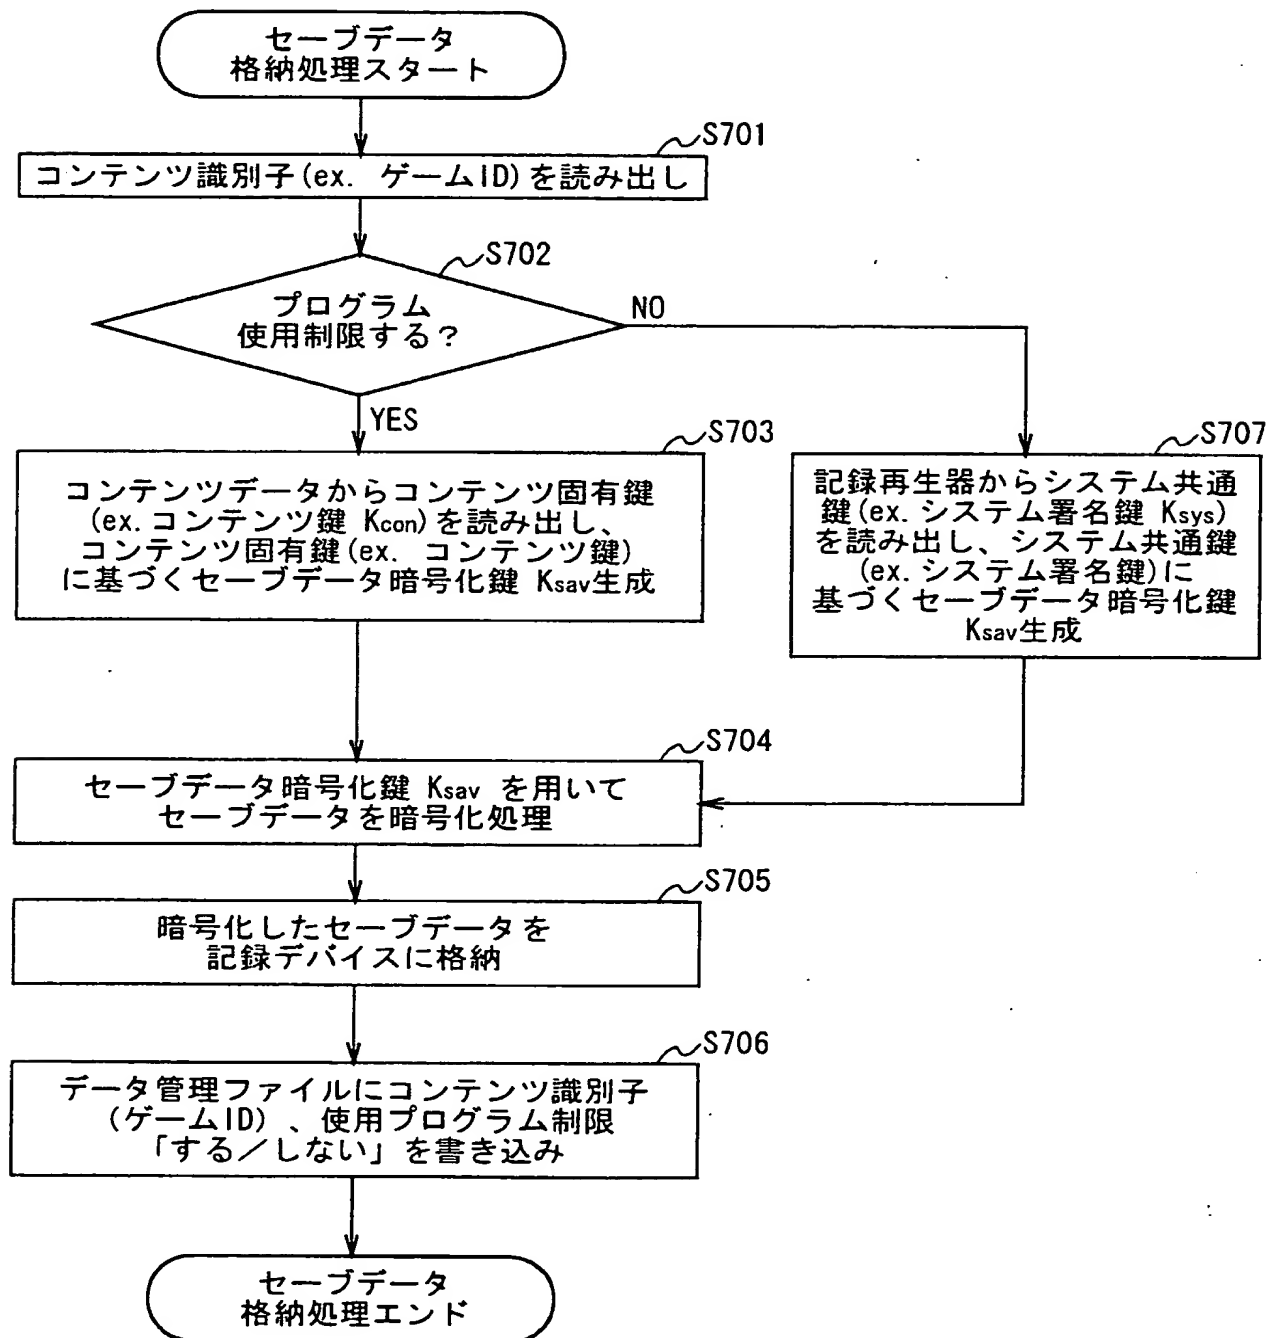 セーブデータ
格納処理スタート
S701
コンテンツ識別子(ex. ゲームID)を読み出し
S702
プログラム
使用制限する？
NO
YES
S703
コンテンツデータからコンテンツ固有鍵
(ex.コンテンツ鍵 Kcon)を読み出し、
コンテンツ固有鍵(ex. コンテンツ鍵)
に基づくセーブデータ暗号化鍵 Ksav生成
S707
記録再生器からシステム共通
鍵(ex.システム署名鍵 Ksys)
を読み出し、システム共通鍵
(ex.システム署名鍵)に
基づくセーブデータ暗号化鍵
Ksav生成
S704
セーブデータ暗号化鍵 Ksav を用いて
セーブデータを暗号化処理
S705
暗号化したセーブデータを
記録デバイスに格納
S706
データ管理ファイルにコンテンツ識別子
(ゲームID)、使用プログラム制限
「する／しない」を書き込み
セーブデータ
格納処理エンド